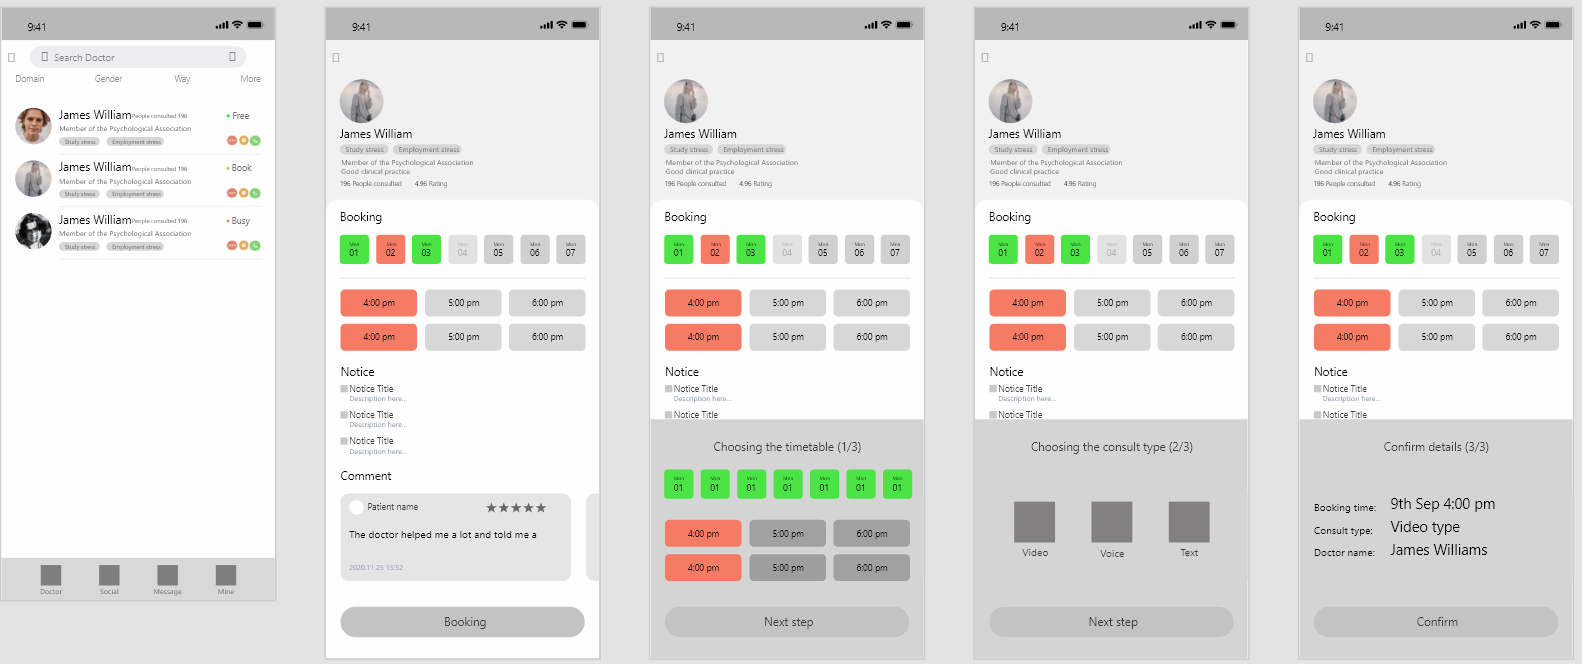 9:41
Search Doctor
Domain Gender Way More
James William People consulted 196 Free
Member of the Psychological Association
Study stress Employment stress
James William People consulted 196 Book
Member of the Psychological Association
Study stress Employment stress
James William People consulted 196 Busy
Member of the Psychological Association
Study stress Employment stress
Doctor Social Message Mine
9:41
James William
Study stress Employment stress
·Member of the Psychological Association
·Good clinical practice
196 People consulted 4.96 Rating
Booking
Mon Mon Mon Mon Mon Mon Mon
01 02 03 04 05 06 07
4:00 pm 5:00 pm 6:00 pm
4:00 pm 5:00 pm 6:00 pm
Notice
Notice Title
Description here...
Notice Title
Description here...
Notice Title
Description here...
Comment
Patient name ★★★★★
The doctor helped me a lot and told me a
2020.11.25 15:52
Booking
9:41
James William
Study stress Employment stress
·Member of the Psychological Association
·Good clinical practice
196 People consulted 4.96 Rating
Booking
Mon Mon Mon Mon Mon Mon Mon
01 02 03 04 05 06 07
4:00 pm 5:00 pm 6:00 pm
4:00 pm 5:00 pm 6:00 pm
Notice
Notice Title
Description here...
Notice Title
Choosing the timetable (1/3)
Mon Mon Mon Mon Mon Mon Mon
01 01 01 01 01 01 01
4:00 pm 5:00 pm 6:00 pm
4:00 pm 5:00 pm 6:00 pm
Next step
9:41
James William
Study stress Employment stress
·Member of the Psychological Association
·Good clinical practice
196 People consulted 4.96 Rating
Booking
Mon Mon Mon Mon Mon Mon Mon
01 02 03 04 05 06 07
4:00 pm 5:00 pm 6:00 pm
4:00 pm 5:00 pm 6:00 pm
Notice
Notice Title
Description here...
Notice Title
Choosing the consult type (2/3)
Video Voice Text
Next step
9:41
James William
Study stress Employment stress
·Member of the Psychological Association
·Good clinical practice
196 People consulted 4.96 Rating
Booking
Mon Mon Mon Mon Mon Mon Mon
01 02 03 04 05 06 07
4:00 pm 5:00 pm 6:00 pm
4:00 pm 5:00 pm 6:00 pm
Notice
Notice Title
Description here...
Notice Title
Confirm details (3/3)
Booking time: 9th Sep 4:00 pm
Consult type: Video type
Doctor name: James Williams
Confirm